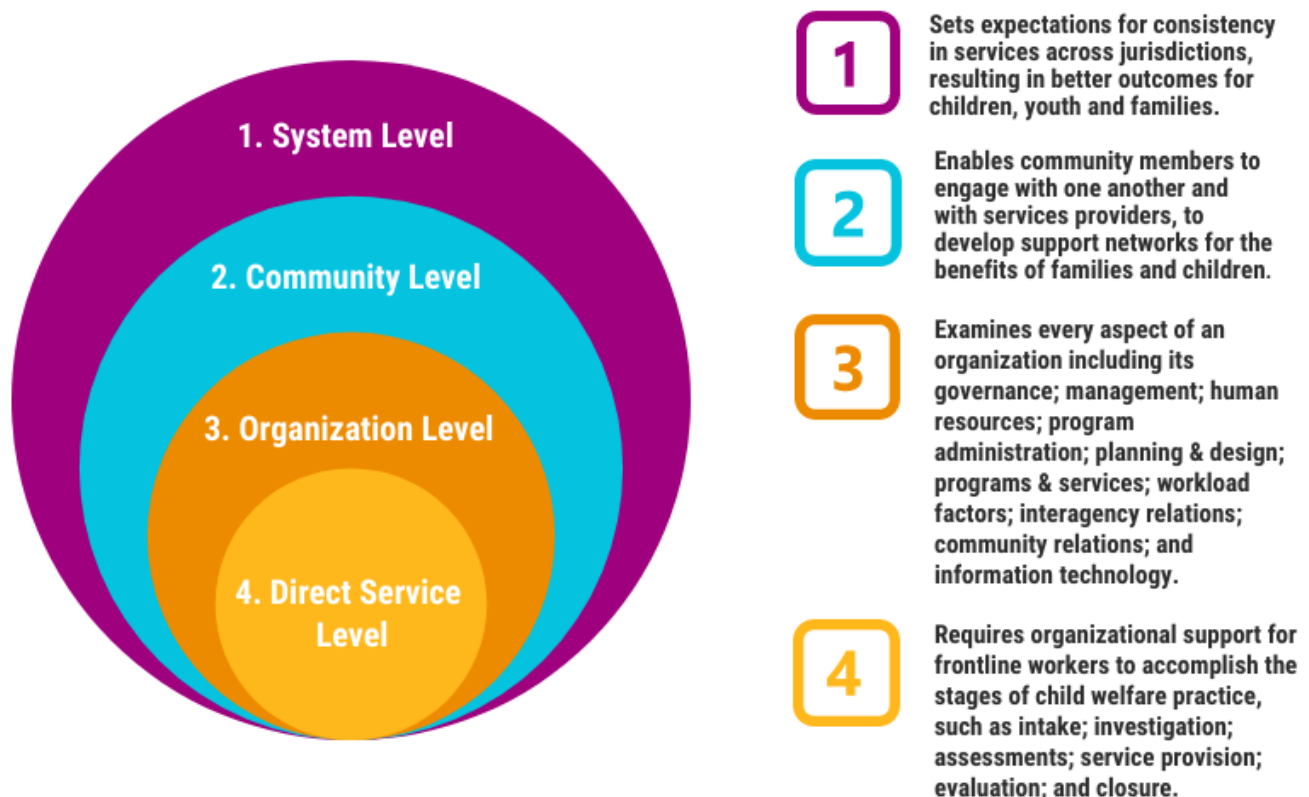 1. System Level
2. Community Level
3. Organization Level
4. Direct Service
Level
1
Sets expectations for consistency
in services across jurisdictions,
resulting in better outcomes for
children, youth and families.
2
Enables community members to
engage with one another and
with services providers, to
develop support networks for the
benefits of families and children.
3
Examines every aspect of an
organization including its
governance; management; human
resources; program
administration; planning & design;
programs & services; workload
factors; interagency relations;
community relations; and
information technology.
4
Requires organizational support for
frontline workers to accomplish the
stages of child welfare practice,
such as intake; investigation;
assessments; service provision;
evaluation; and closure.